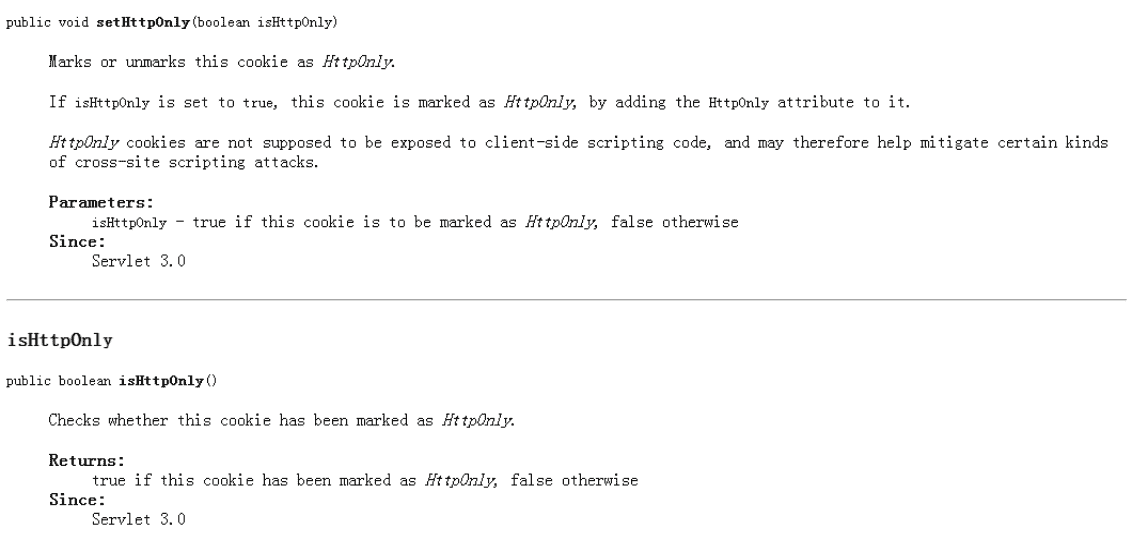 public void setHttpOnly(boolean isHttpOnly)
Marks or unmarks this cookie as HttpOnly.
If isHttpOnly is set to true, this cookie is marked as HttpOnly, by adding the HttpOnly attribute to it.
HttpOnly cookies are not supposed to be exposed to client-side scripting code, and may therefore help mitigate certain kinds
of cross-site scripting attacks.
Parameters:
isHttpOnly - true if this cookie is to be marked as HttpOnly, false otherwise
Since:
Servlet 3.0
isHttpOnly
public boolean isHttpOnly()
Checks whether this cookie has been marked as HttpOnly.
Returns:
true if this cookie has been marked as HttpOnly, false otherwise
Since:
Servlet 3.0